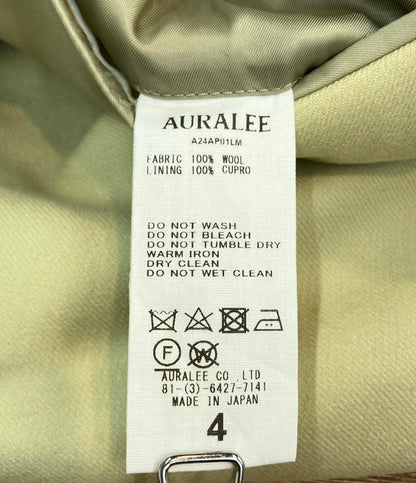 AURALEE
A24AP01LM
FABRIC 100% WOOL
LINING 100% CUPRO
DO NOT WASH
DO NOT BLEACH
DO NOT TUMBLE DRY
WARM IRON
DRY CLEAN
DO NOT WET CLEAN
F W
AURALEE CO.,LTD
81-(3)-6427-7141
MADE IN JAPAN
4